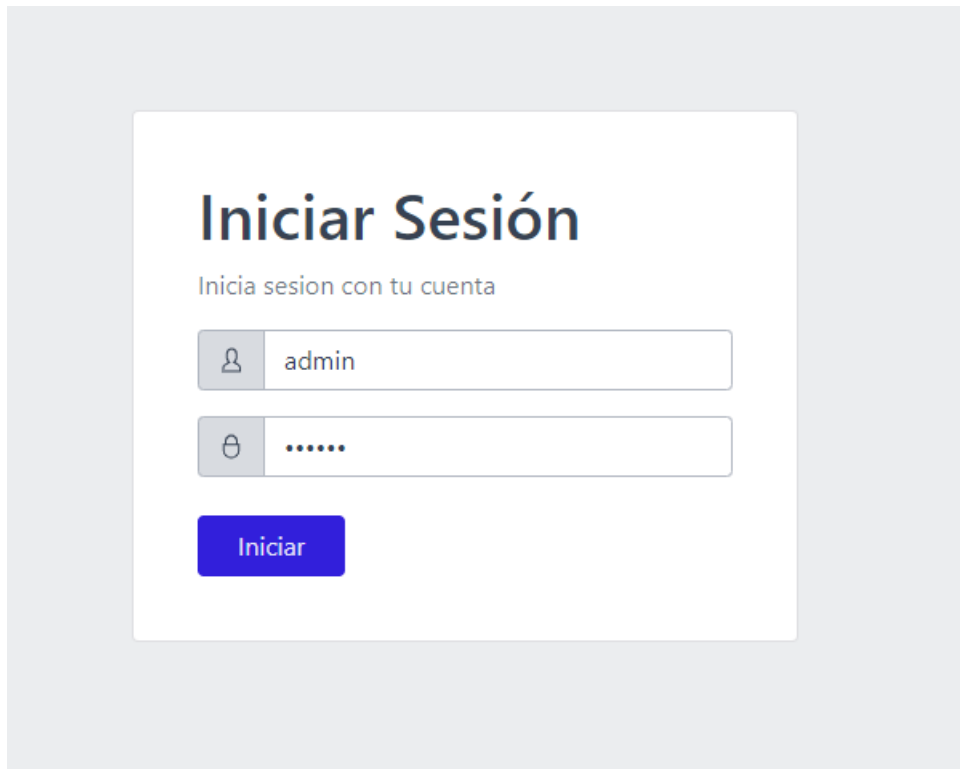 Iniciar Sesión
Inicia sesion con tu cuenta
admin
••••••
Iniciar